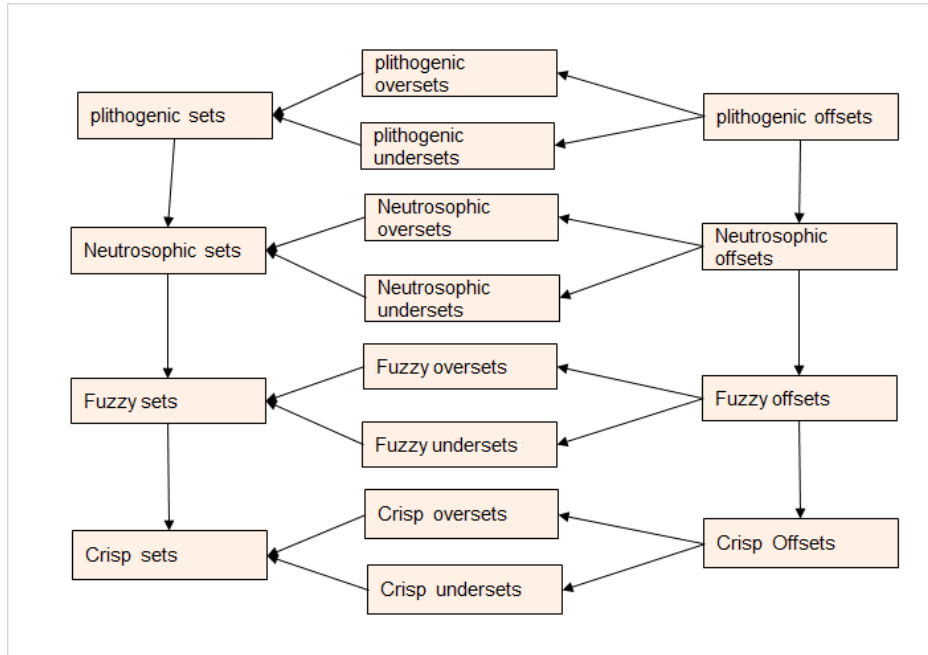 plithogenic
oversets
plithogenic sets
plithogenic offsets
plithogenic
undersets
Neutrosophic
oversets
Neutrosophic sets
Neutrosophic
offsets
Neutrosophic
undersets
Fuzzy oversets
Fuzzy sets
Fuzzy offsets
Fuzzy undersets
Crisp oversets
Crisp sets
Crisp Offsets
Crisp undersets